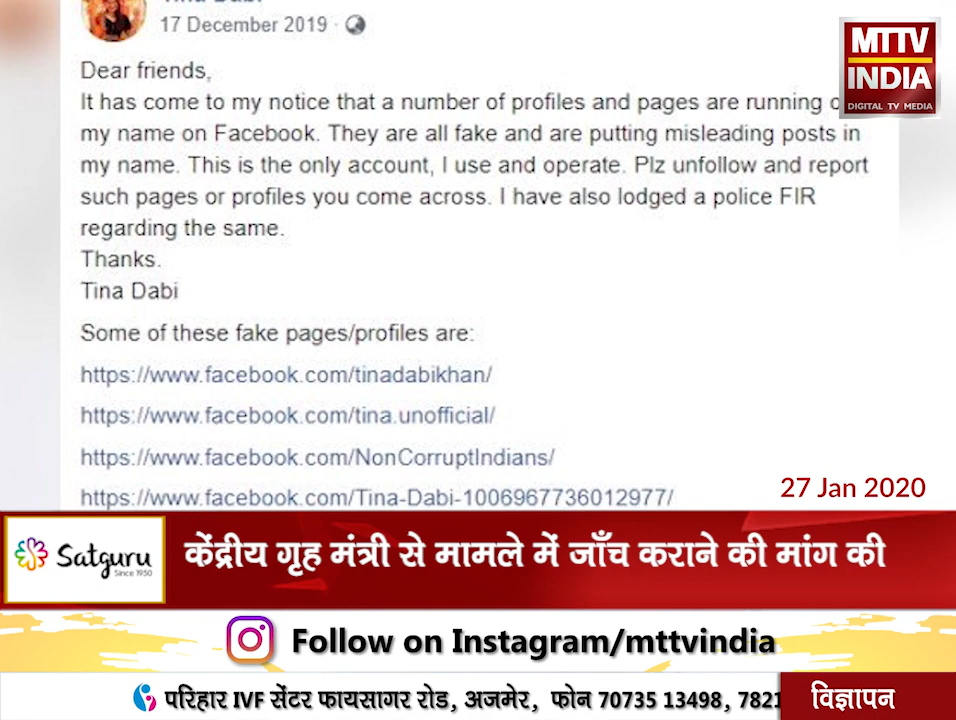 17 December 2019
MTTV
INDIA
DIGITAL TV MEDIA
Dear friends,
It has come to my notice that a number of profiles and pages are running
my name on Facebook. They are all fake and are putting misleading posts in
my name. This is the only account, I use and operate. Plz unfollow and report
such pages or profiles you come across. I have also lodged a police FIR
regarding the same.
Thanks.
Tina Dabi
Some of these fake pages/profiles are:
https://www.facebook.com/tinadabikhan/
https://www.facebook.com/tina.unofficial/
https://www.facebook.com/NonCorruptIndians/
https://www.facebook.com/Tina-Dabi-1006967736012977/
27 Jan 2020
Satguru
Since 1950
केंद्रीय गृह मंत्री से मामले में जाँच कराने की मांग की
Follow on Instagram/mttvindia
परिहार IVF सेंटर फायसागर रोड, अजमेर, फोन 70735 13498, 7821
विज्ञापन